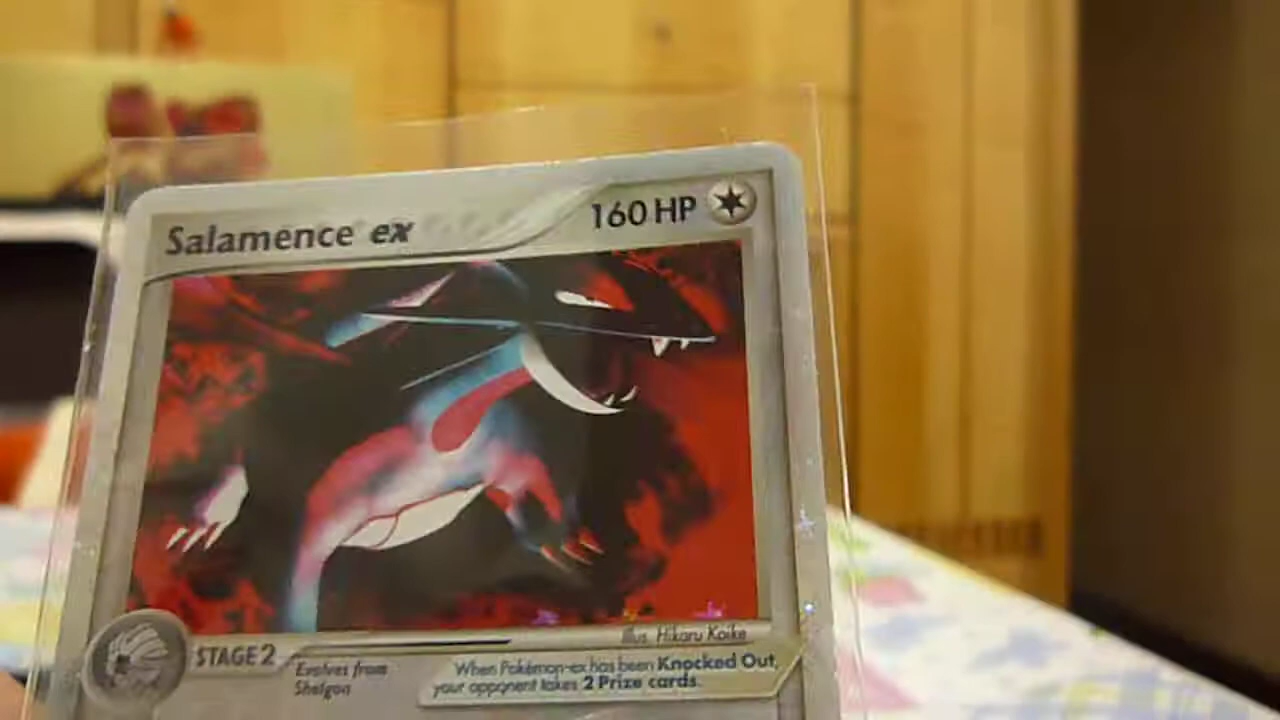 Salamence ex 160 HP
Illus. Hikaru Koike
STAGE 2
Evolves from
Shelgon
When Pokémon-ex has been Knocked Out,
your opponent takes 2 Prize cards.